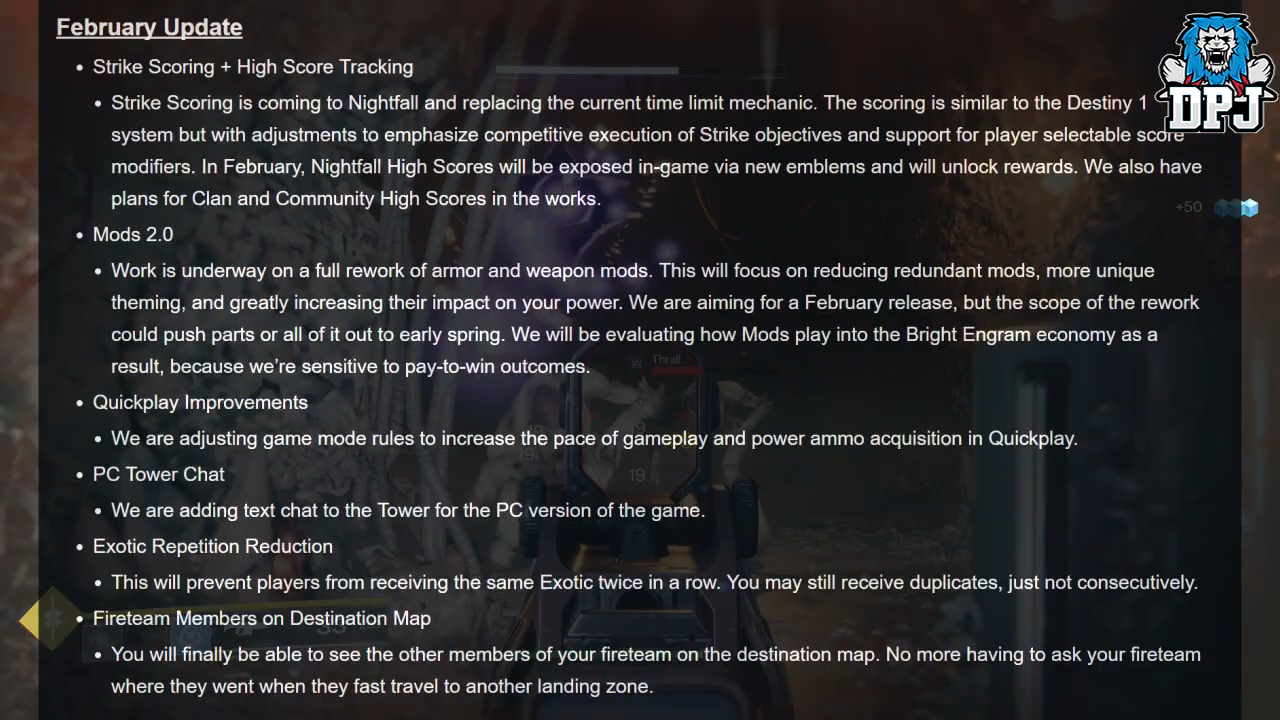 February Update
• Strike Scoring + High Score Tracking
• Strike Scoring is coming to Nightfall and replacing the current time limit mechanic. The scoring is similar to the Destiny 1
system but with adjustments to emphasize competitive execution of Strike objectives and support for player selectable score
modifiers. In February, Nightfall High Scores will be exposed in-game via new emblems and will unlock rewards. We also have
plans for Clan and Community High Scores in the works.
• Mods 2.0
• Work is underway on a full rework of armor and weapon mods. This will focus on reducing redundant mods, more unique
theming, and greatly increasing their impact on your power. We are aiming for a February release, but the scope of the rework
could push parts or all of it out to early spring. We will be evaluating how Mods play into the Bright Engram economy as a
result, because we’re sensitive to pay-to-win outcomes.
• Quickplay Improvements
• We are adjusting game mode rules to increase the pace of gameplay and power ammo acquisition in Quickplay.
• PC Tower Chat
• We are adding text chat to the Tower for the PC version of the game.
• Exotic Repetition Reduction
• This will prevent players from receiving the same Exotic twice in a row. You may still receive duplicates, just not consecutively.
• Fireteam Members on Destination Map
• You will finally be able to see the other members of your fireteam on the destination map. No more having to ask your fireteam
where they went when they fast travel to another landing zone.
DPJ
+50
Thrall
19